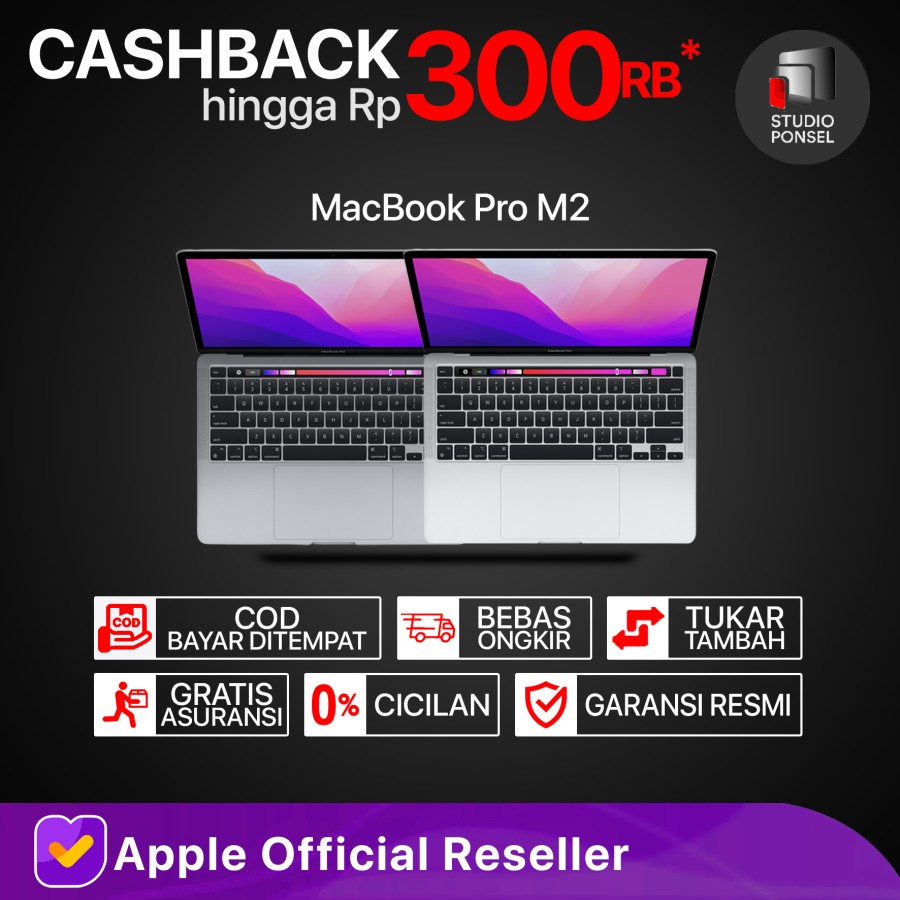 CASHBACK
hingga Rp 300RB*
STUDIO
PONSEL
MacBook Pro M2
COD
COD
BAYAR DITEMPAT
BEBAS
ONGKIR
TUKAR
TAMBAH
GRATIS
ASURANSI
0% CICILAN
GARANSI RESMI
Apple Official Reseller